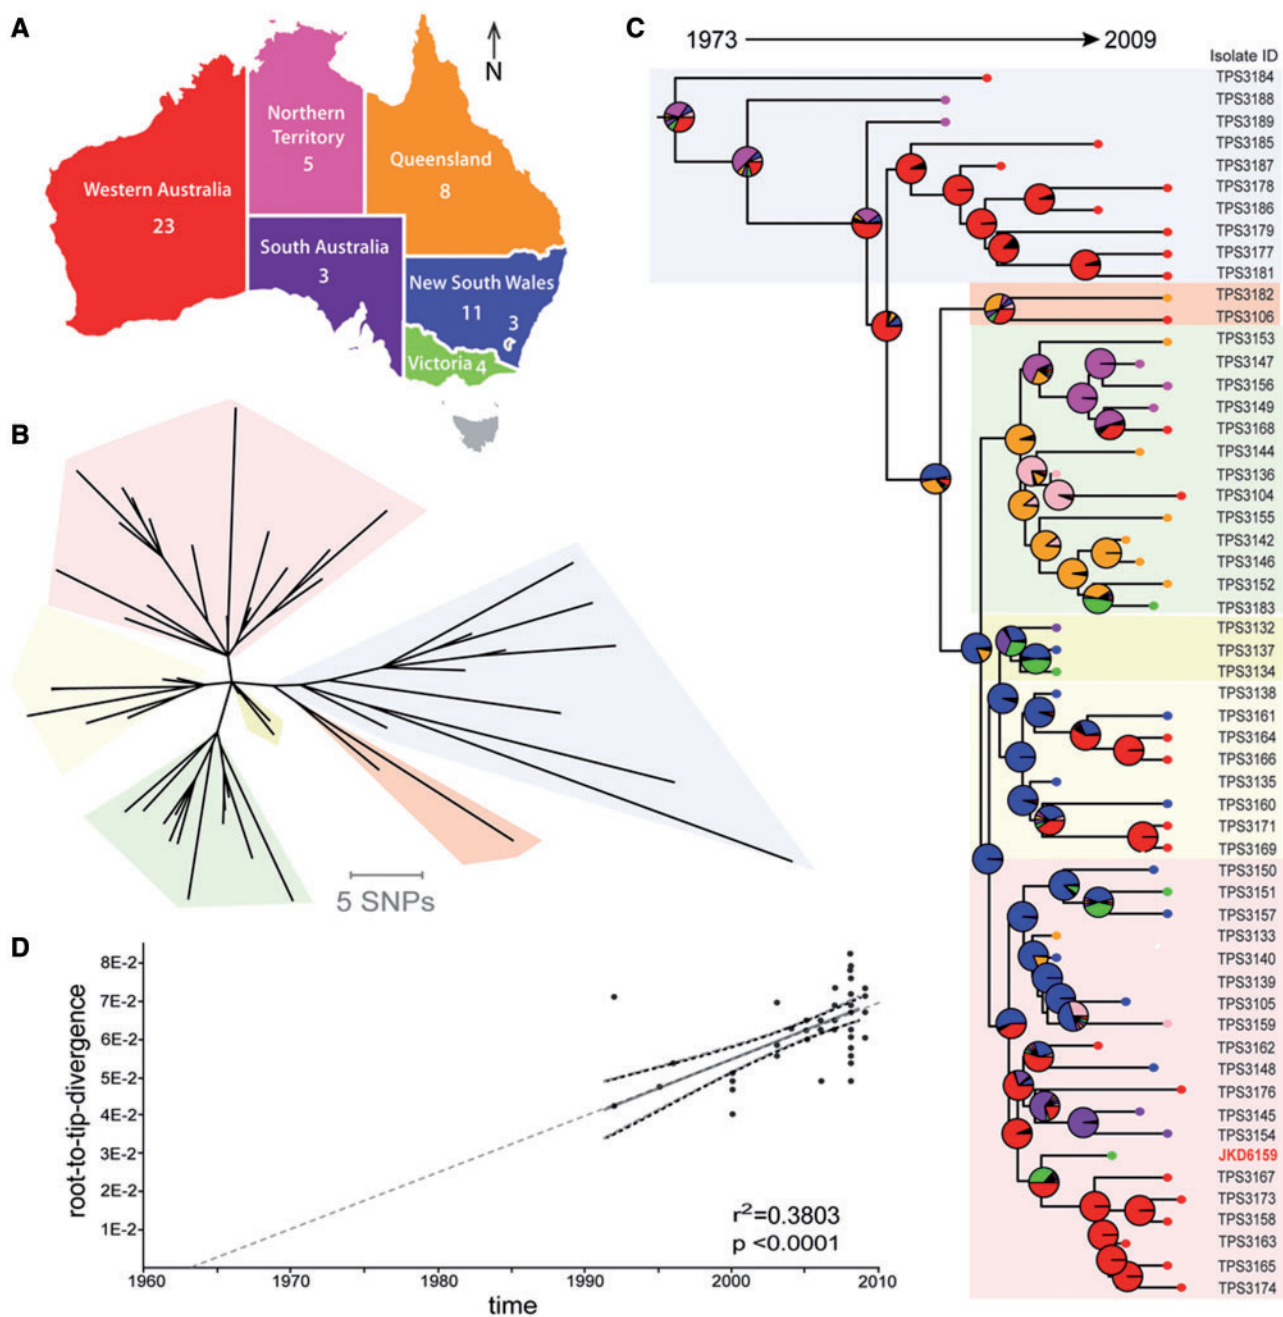 A
N
Northern
Territory
5
Queensland
8
Western Australia
23
South Australia
3
New South Wales
11
3
Victoria 4
B
5 SNPs
C
1973
2009
Isolate ID
TPS3184
TPS3188
TPS3189
TPS3185
TPS3187
TPS3178
TPS3186
TPS3179
TPS3177
TPS3181
TPS3182
TPS3106
TPS3153
TPS3147
TPS3156
TPS3149
TPS3168
TPS3144
TPS3136
TPS3104
TPS3155
TPS3142
TPS3146
TPS3152
TPS3183
TPS3132
TPS3137
TPS3134
TPS3138
TPS3161
TPS3164
TPS3166
TPS3135
TPS3160
TPS3171
TPS3169
TPS3150
TPS3151
TPS3157
TPS3133
TPS3140
TPS3139
TPS3105
TPS3159
TPS3162
TPS3148
TPS3176
TPS3145
TPS3154
JKD6159
TPS3167
TPS3173
TPS3158
TPS3163
TPS3165
TPS3174
D
root-to-tip-divergence
8E-2
7E-2
6E-2
5E-2
4E-2
3E-2
2E-2
1E-2
r²=0.3803
p <0.0001
1960
1970
1980
1990
2000
2010
time